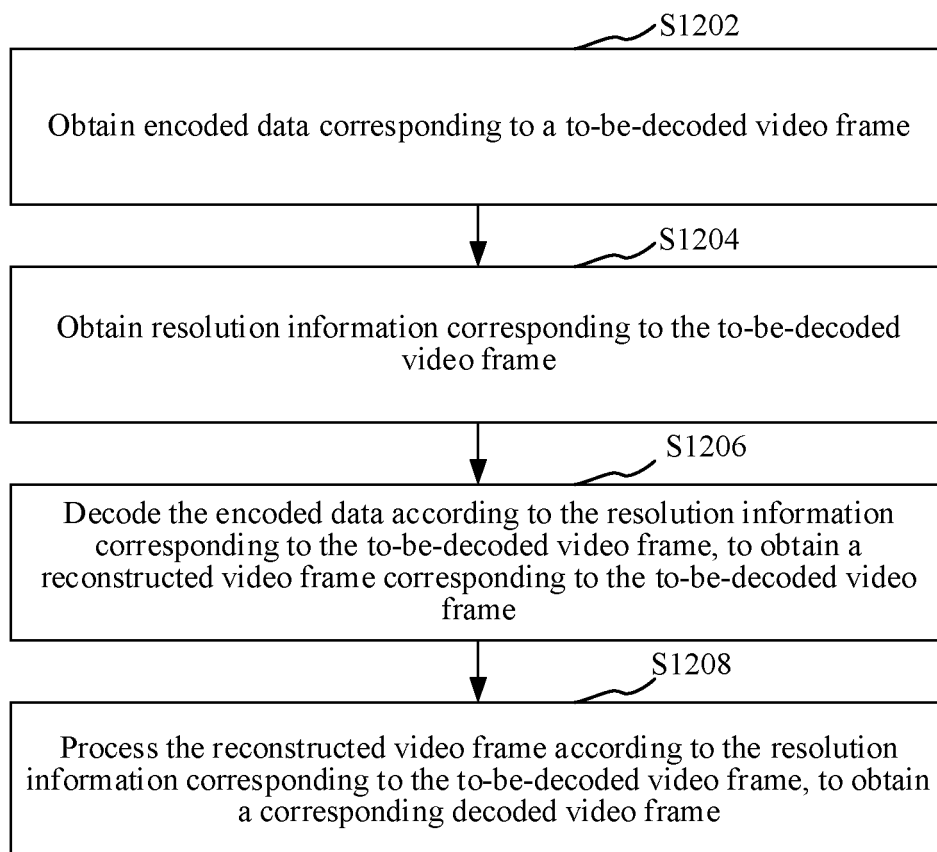 S1202
Obtain encoded data corresponding to a to-be-decoded video frame
S1204
Obtain resolution information corresponding to the to-be-decoded
video frame
S1206
Decode the encoded data according to the resolution information
corresponding to the to-be-decoded video frame, to obtain a
reconstructed video frame corresponding to the to-be-decoded video
frame
S1208
Process the reconstructed video frame according to the resolution
information corresponding to the to-be-decoded video frame, to obtain
a corresponding decoded video frame